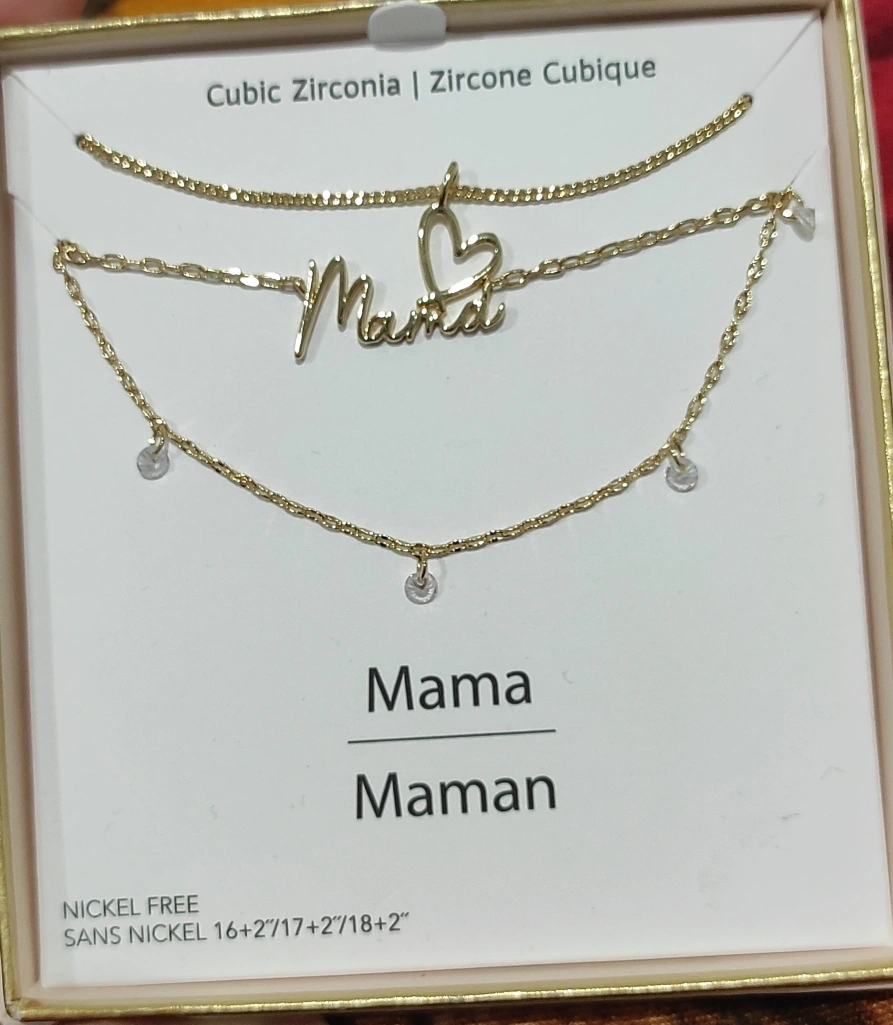 Cubic Zirconia | Zircone Cubique
Mama
Mama
Maman
NICKEL FREE
SANS NICKEL 16+2"/17+2"/18+2"